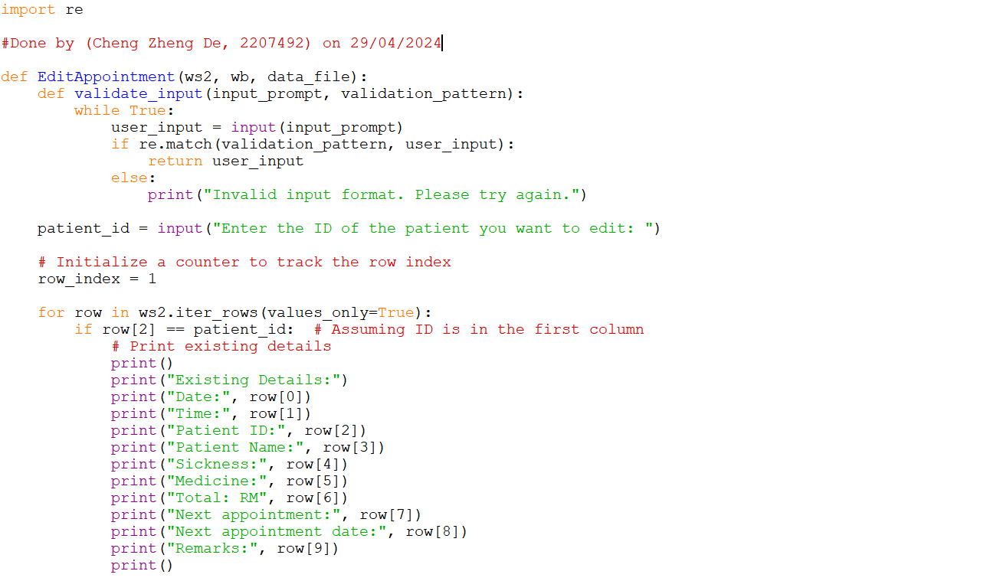 import re
#Done by (Cheng Zheng De, 2207492) on 29/04/2024
def EditAppointment(ws2, wb, data_file):
    def validate_input(input_prompt, validation_pattern):
        while True:
            user_input = input(input_prompt)
            if re.match(validation_pattern, user_input):
                return user_input
            else:
                print("Invalid input format. Please try again.")
    patient_id = input("Enter the ID of the patient you want to edit: ")
    # Initialize a counter to track the row index
    row_index = 1
    for row in ws2.iter_rows(values_only=True):
        if row[2] == patient_id:  # Assuming ID is in the first column
            # Print existing details
            print()
            print("Existing Details:")
            print("Date:", row[0])
            print("Time:", row[1])
            print("Patient ID:", row[2])
            print("Patient Name:", row[3])
            print("Sickness:", row[4])
            print("Medicine:", row[5])
            print("Total: RM", row[6])
            print("Next appointment:", row[7])
            print("Next appointment date:", row[8])
            print("Remarks:", row[9])
            print()